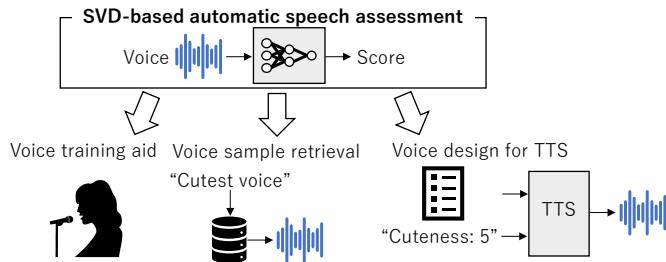 SVD-based automatic speech assessment
Voice
Score
Voice training aid
Voice sample retrieval
Voice design for TTS
“Cutest voice”
TTS
“Cuteness: 5”